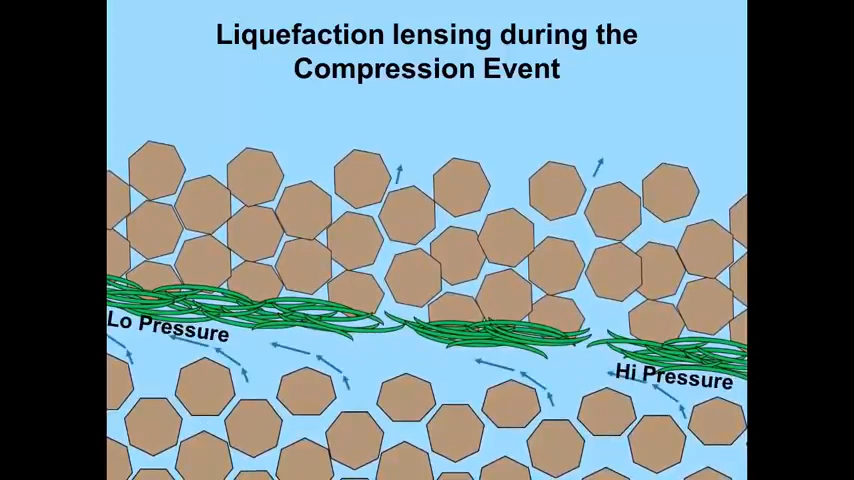 Liquefaction lensing during the
Compression Event
Lo Pressure
Hi Pressure